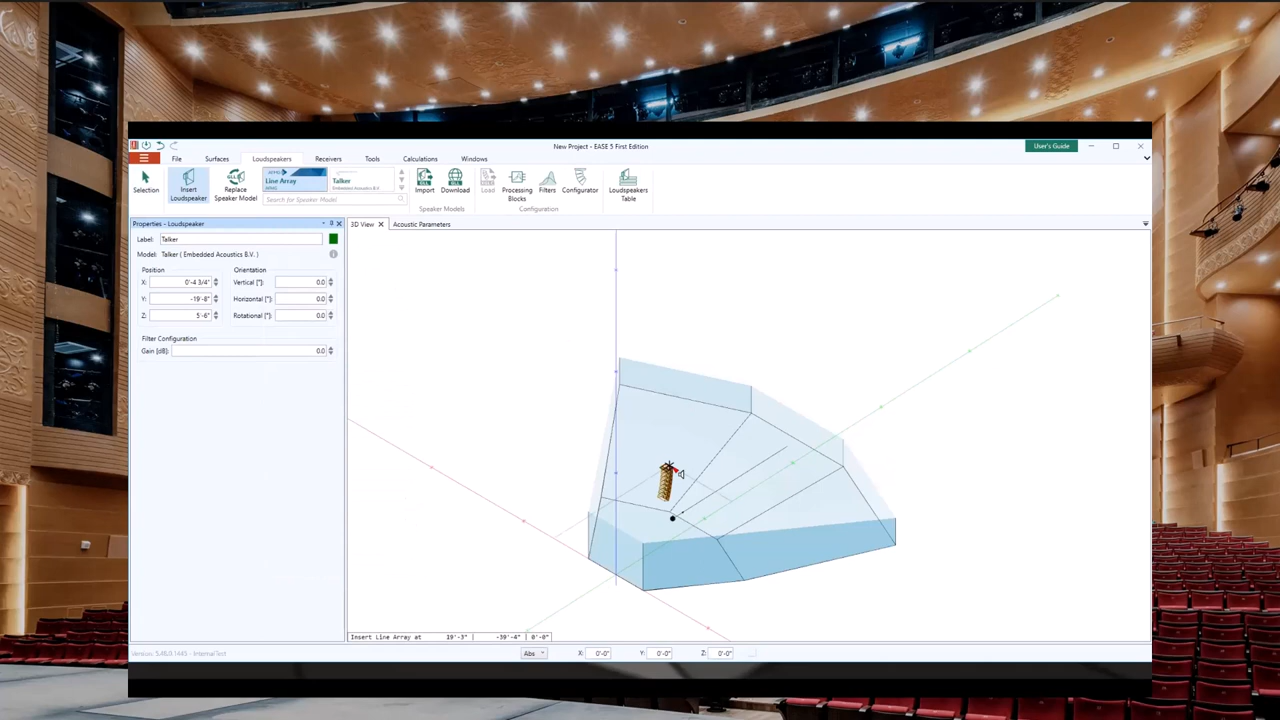 New Project - EASE 5 First Edition
User's Guide
File Surfaces Loudspeakers Receivers Tools Calculations Windows
Selection
Insert Loudspeaker
Replace Speaker Model
Line Array
AFMG
Talker
Embedded Acoustics B.V.
Search for Speaker Model
Import Download
Speaker Models
Load Processing Blocks Filters Configurator
Configuration
Loudspeakers Table
Properties - Loudspeaker
3D View Acoustic Parameters
Label: Talker
Model: Talker ( Embedded Acoustics B.V. )
Position Orientation
X: 0'-4 3/4" Vertical [°]: 0.0
Y: -19'-8" Horizontal [°]: 0.0
Z: 5'-6" Rotational [°]: 0.0
Filter Configuration
Gain [dB]: 0.0
Insert Line Array at 19'-3" | -39'-4" | 0'-0"
Abs X: 0'-0" Y: 0'-0" Z: 0'-0"